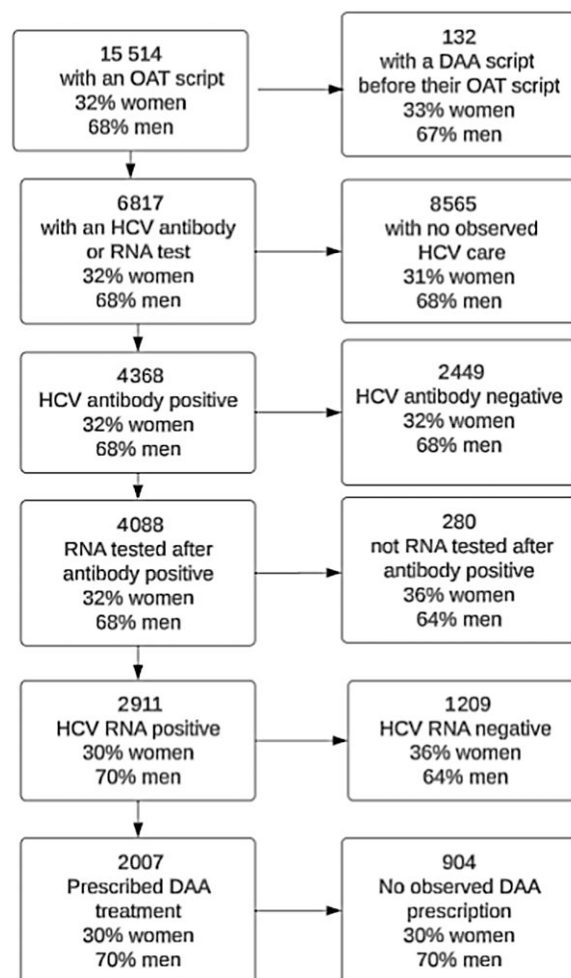 15 514
with an OAT script
32% women
68% men
132
with a DAA script
before their OAT script
33% women
67% men
6817
with an HCV antibody
or RNA test
32% women
68% men
8565
with no observed
HCV care
31% women
68% men
4368
HCV antibody positive
32% women
68% men
2449
HCV antibody negative
32% women
68% men
4088
RNA tested after
antibody positive
32% women
68% men
280
not RNA tested after
antibody positive
36% women
64% men
2911
HCV RNA positive
30% women
70% men
1209
HCV RNA negative
36% women
64% men
2007
Prescribed DAA
treatment
30% women
70% men
904
No observed DAA
prescription
30% women
70% men